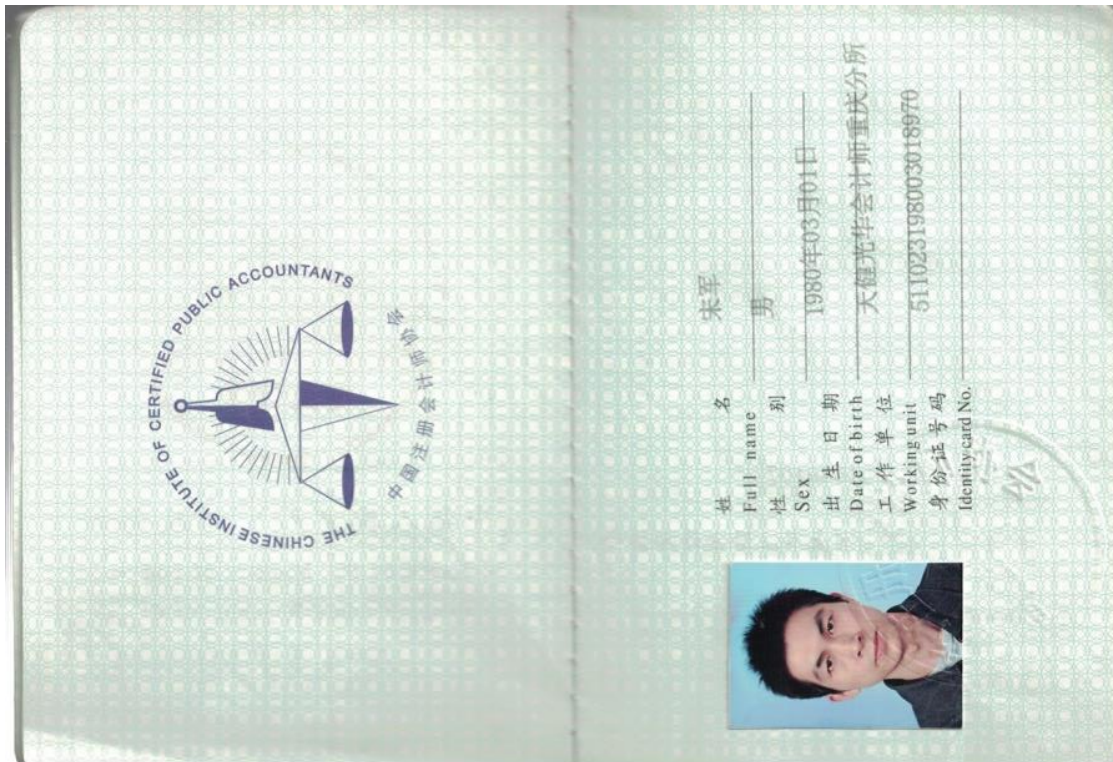 THE CHINESE INSTITUTE OF CERTIFIED PUBLIC ACCOUNTANTS
中国注册会计师协会
姓 名 宋军
Full name
性 别 男
Sex
出生日期 1980年03月01日
Date of birth
工作单位 天健光华会计师重庆分所
Working unit
身份证号码 511023198003018970
Identity card No.